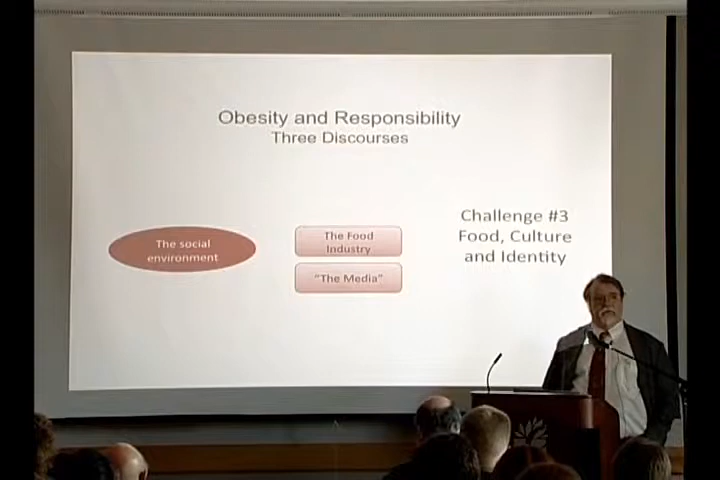 Obesity and Responsibility
Three Discourses
The social
environment
The Food
Industry
“The Media”
Challenge #3
Food, Culture
and Identity